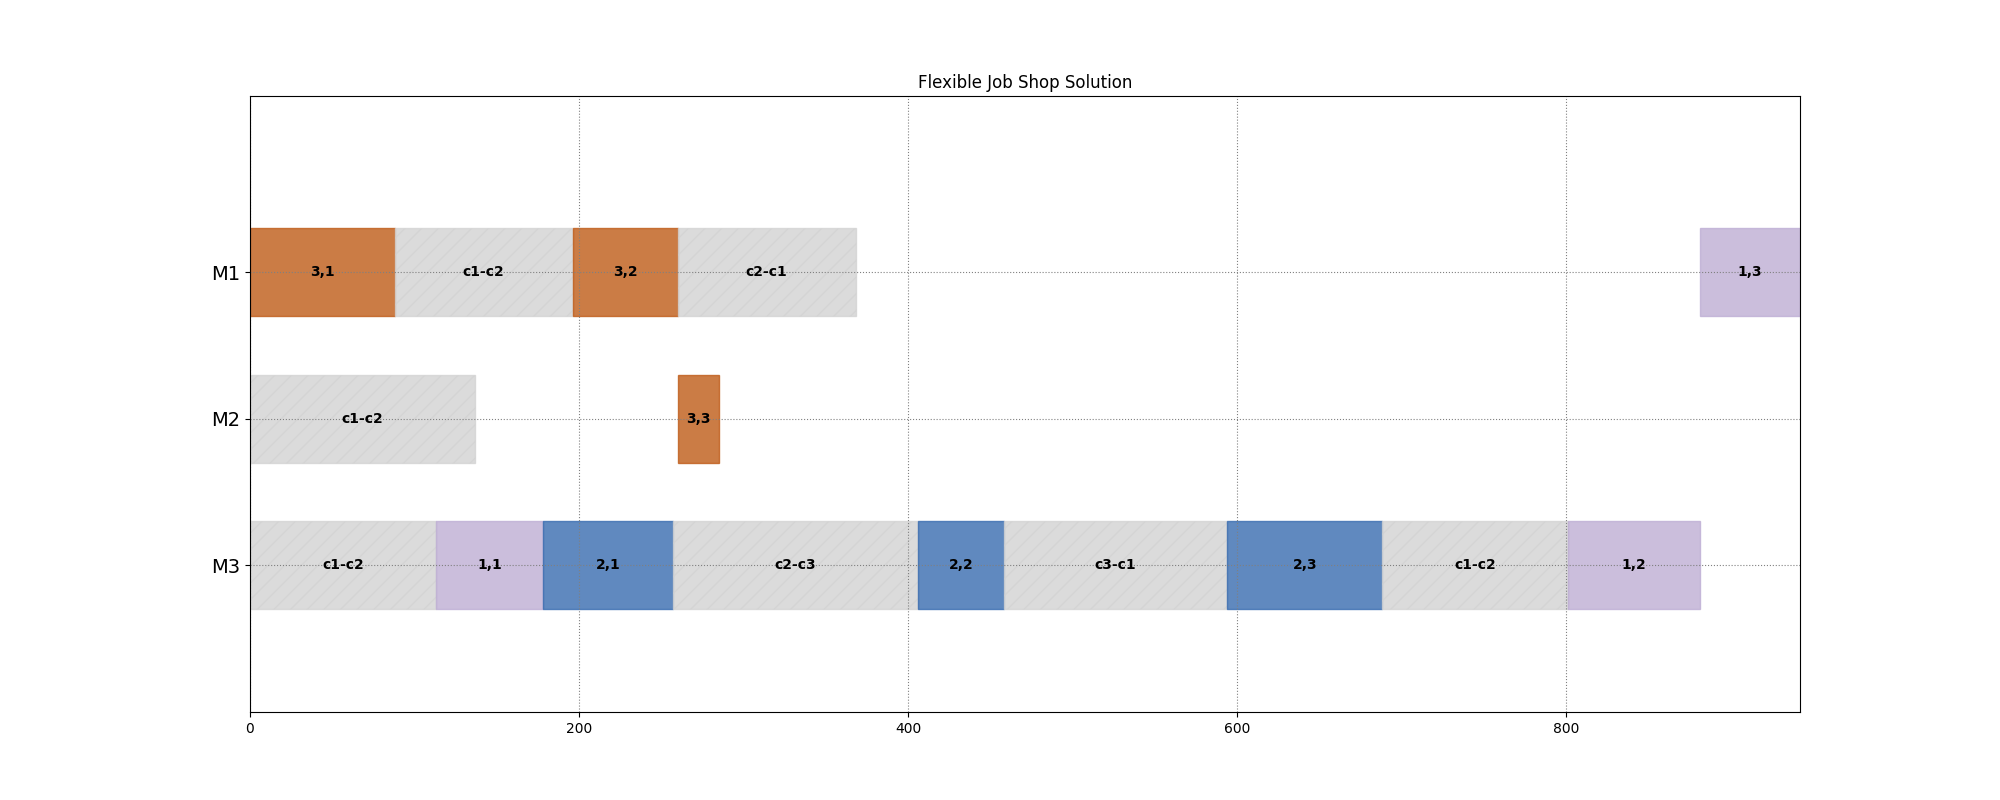 Flexible Job Shop Solution
M1
3,1
c1-c2
3,2
c2-c1
1,3
M2
c1-c2
3,3
M3
c1-c2
1,1
2,1
c2-c3
2,2
c3-c1
2,3
c1-c2
1,2
0
200
400
600
800